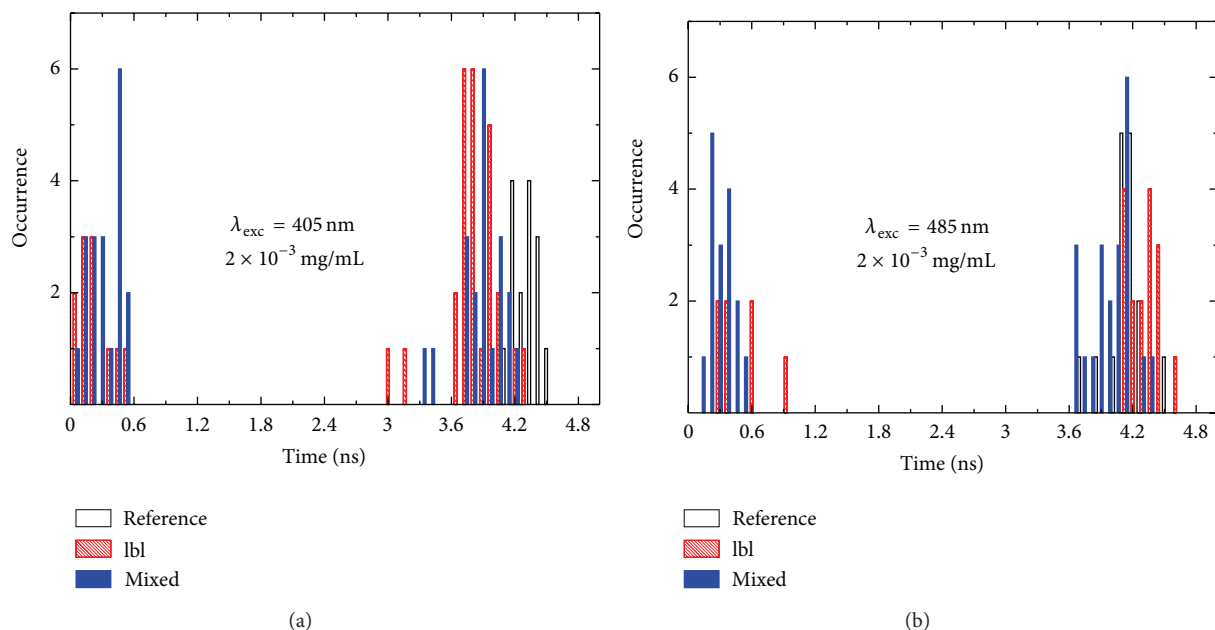 6
4
2
Occurrence
λexc = 405 nm
2 × 10⁻³ mg/mL
0 0.6 1.2 1.8 2.4 3 3.6 4.2 4.8
Time (ns)
Reference
lbl
Mixed
(a)
6
4
2
0
Occurrence
λexc = 485 nm
2 × 10⁻³ mg/mL
0 0.6 1.2 1.8 2.4 3 3.6 4.2 4.8
Time (ns)
Reference
lbl
Mixed
(b)